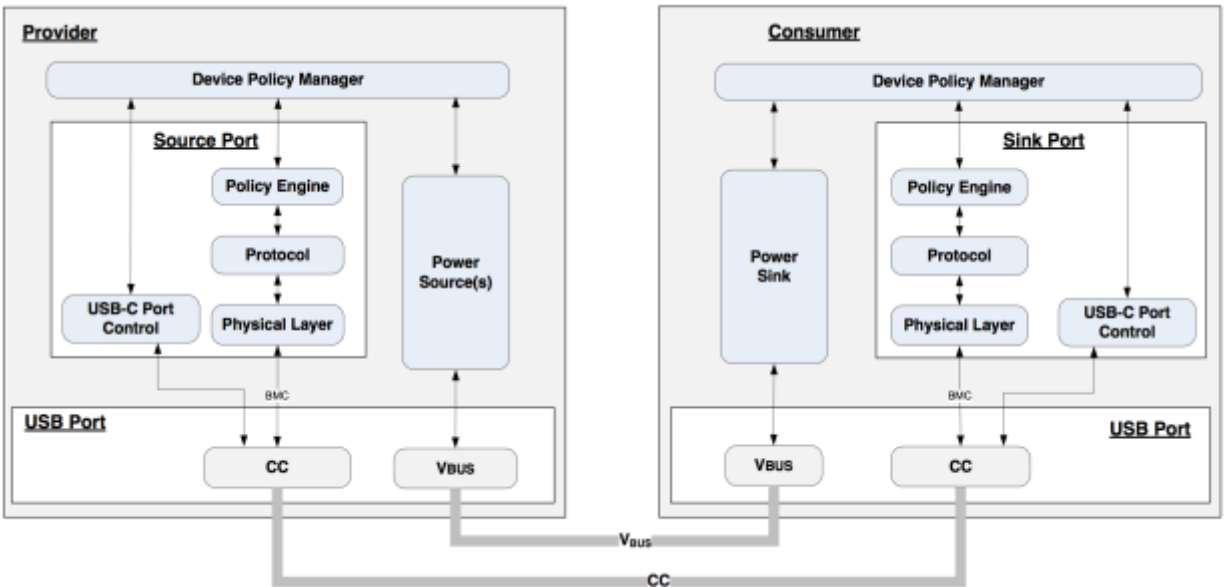 Provider
Device Policy Manager
Source Port
Policy Engine
Protocol
USB-C Port
Control
Physical Layer
Power
Source(s)
BMC
USB Port
CC
VBUS
Consumer
Device Policy Manager
Sink Port
Policy Engine
Protocol
Physical Layer
USB-C Port
Control
Power
Sink
BMC
USB Port
VBUS
CC
VBUS
CC